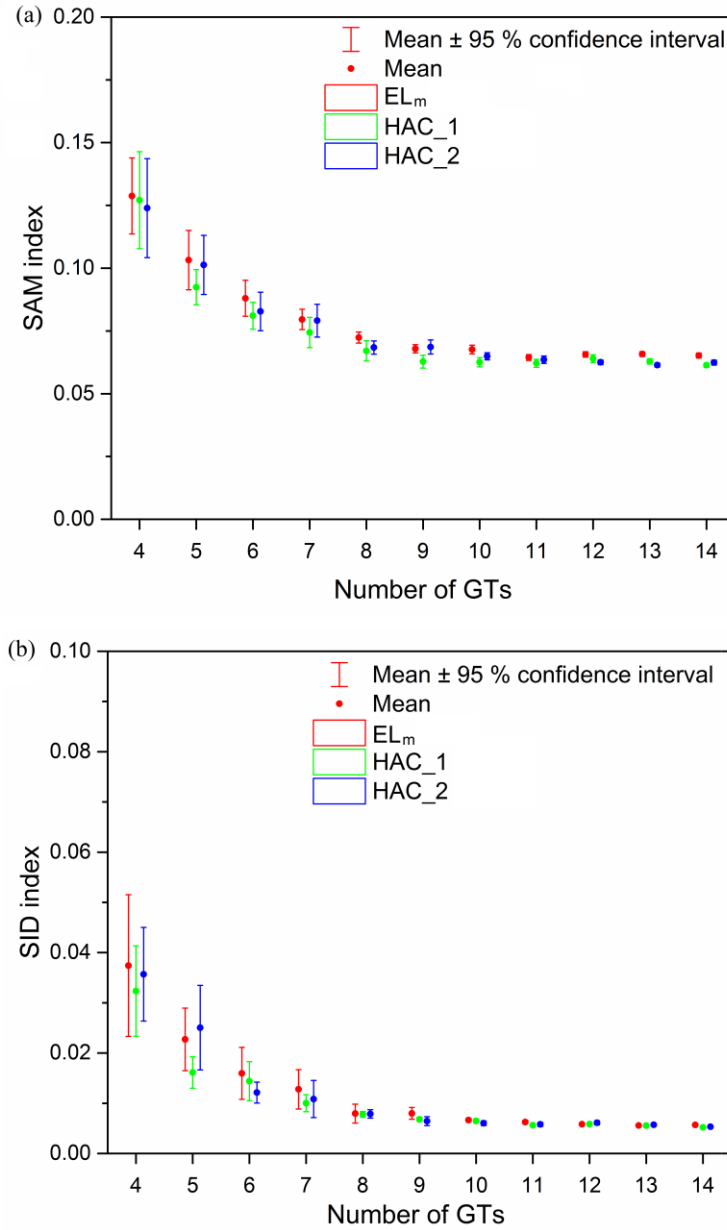 (a)
0.20
0.15
0.10
0.05
0.00
SAM index
Mean ± 95 % confidence interval
Mean
ELm
HAC_1
HAC_2
4 5 6 7 8 9 10 11 12 13 14
Number of GTs
(b)
0.10
0.08
0.06
0.04
0.02
0.00
SID index
Mean ± 95 % confidence interval
Mean
ELm
HAC_1
HAC_2
4 5 6 7 8 9 10 11 12 13 14
Number of GTs